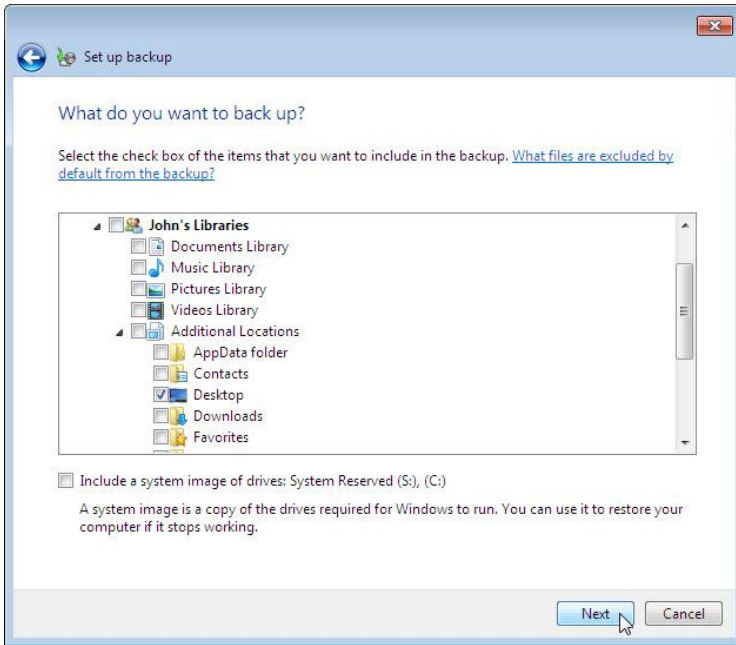 Set up backup
What do you want to back up?
Select the check box of the items that you want to include in the backup. What files are excluded by
default from the backup?
John's Libraries
Documents Library
Music Library
Pictures Library
Videos Library
Additional Locations
AppData folder
Contacts
Desktop
Downloads
Favorites
Include a system image of drives: System Reserved (S:), (C:)
A system image is a copy of the drives required for Windows to run. You can use it to restore your
computer if it stops working.
Next Cancel